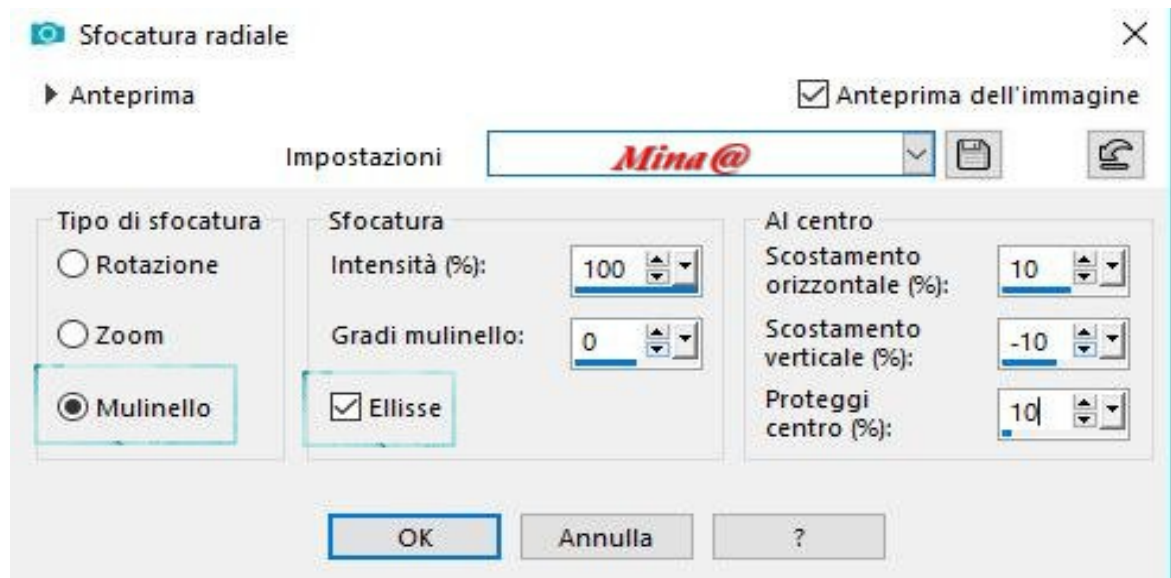 Sfocatura radiale
Anteprima
Anteprima dell'immagine
Impostazioni
Mina@
Tipo di sfocatura
Rotazione
Zoom
Mulinello
Sfocatura
Intensità (%):
100
Gradi mulinello:
0
Ellisse
Al centro
Scostamento
orizzontale (%):
10
Scostamento
verticale (%):
-10
Proteggi
centro (%):
10
OK
Annulla
?